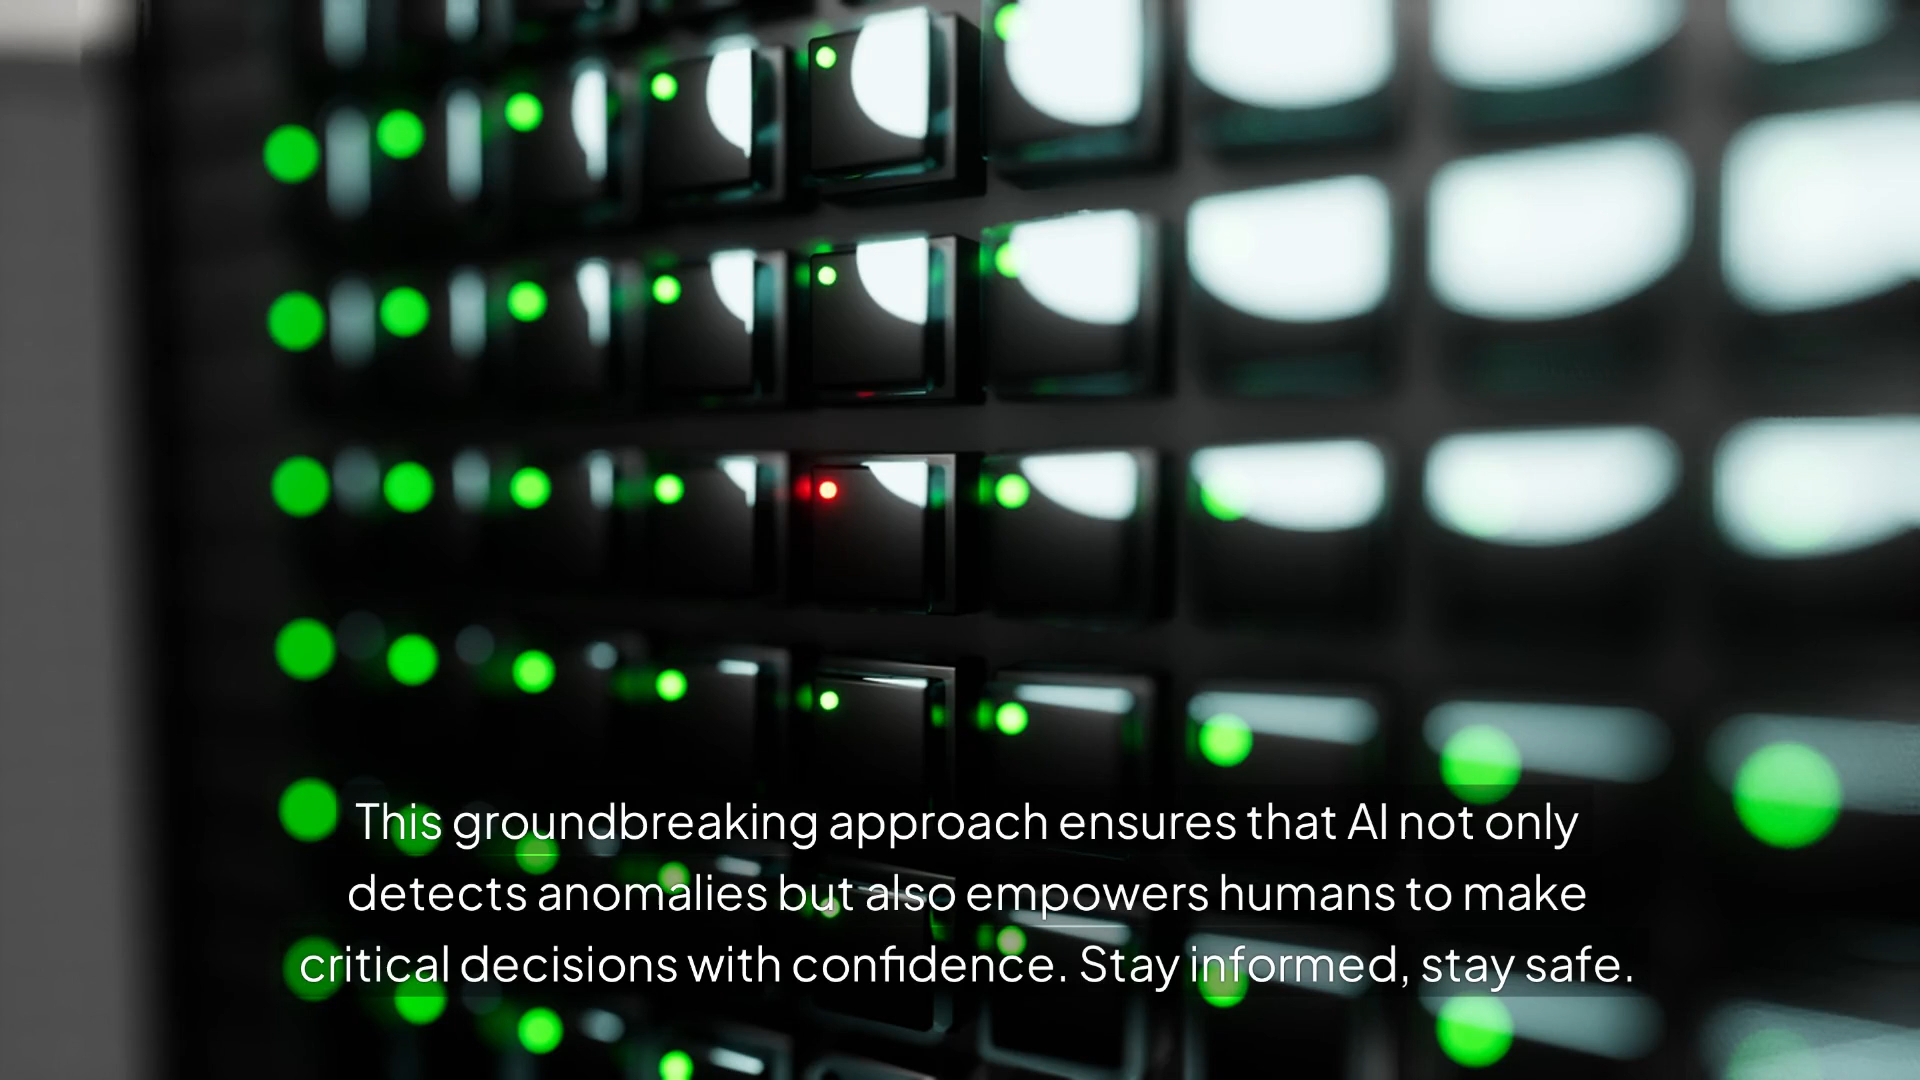 This groundbreaking approach ensures that AI not only
detects anomalies but also empowers humans to make
critical decisions with confidence. Stay informed, stay safe.